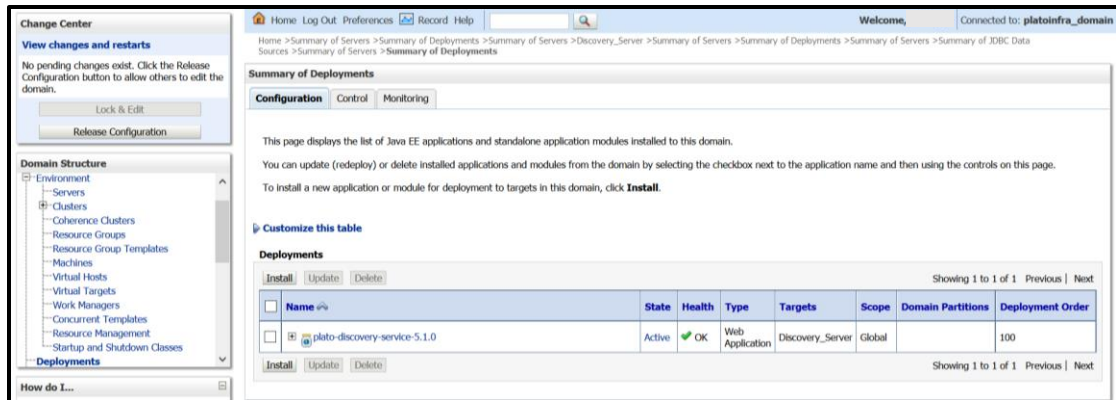 Change Center
View changes and restarts
No pending changes exist. Click the Release
Configuration button to allow others to edit the
domain.
Lock & Edit
Release Configuration
Domain Structure
Environment
Servers
Clusters
Coherence Clusters
Resource Groups
Resource Group Templates
Machines
Virtual Hosts
Virtual Targets
Work Managers
Concurrent Templates
Resource Management
Startup and Shutdown Classes
Deployments
How do I...
Home Log Out Preferences Record Help
Welcome, Connected to: platoinfra_domain
Home >Summary of Servers >Summary of Deployments >Summary of Servers >Discovery_Server >Summary of Servers >Summary of Deployments >Summary of Servers >Summary of JDBC Data
Sources >Summary of Servers >Summary of Deployments
Summary of Deployments
Configuration Control Monitoring
This page displays the list of Java EE applications and standalone application modules installed to this domain.
You can update (redeploy) or delete installed applications and modules from the domain by selecting the checkbox next to the application name and then using the controls on this page.
To install a new application or module for deployment to targets in this domain, click Install.
Customize this table
Deployments
Install Update Delete Showing 1 to 1 of 1 Previous | Next
Name State Health Type Targets Scope Domain Partitions Deployment Order
plato-discovery-service-5.1.0 Active OK Web Application Discovery_Server Global 100
Install Update Delete Showing 1 to 1 of 1 Previous | Next